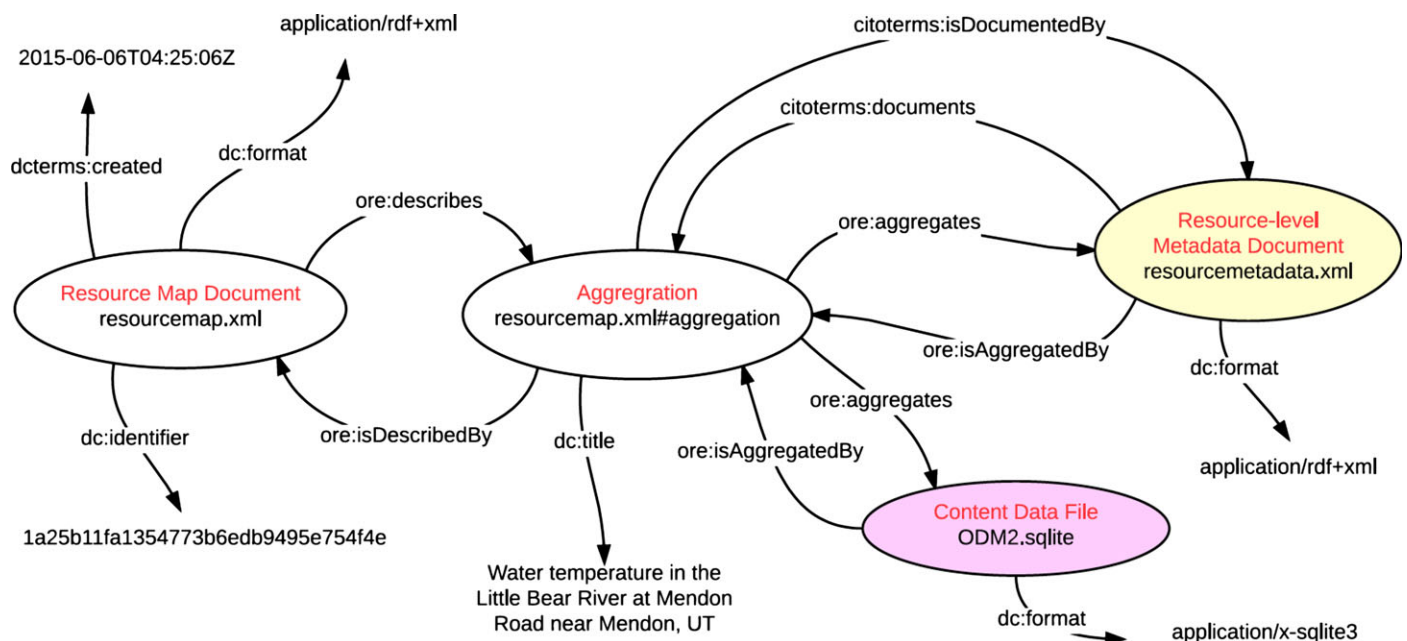 application/rdf+xml
citoterms:isDocumentedBy
2015-06-06T04:25:06Z
citoterms:documents
dc:format
dcterms:created
ore:describes
ore:aggregates
Resource-level
Metadata Document
resourcemetadata.xml
Resource Map Document
resourcemap.xml
Aggregration
resourcemap.xml#aggregation
ore:isAggregatedBy
dc:format
ore:aggregates
dc:identifier
ore:isDescribedBy
dc:title
ore:isAggregatedBy
application/rdf+xml
Content Data File
ODM2.sqlite
1a25b11fa1354773b6edb9495e754f4e
Water temperature in the
Little Bear River at Mendon
Road near Mendon, UT
dc:format
application/x-sqlite3